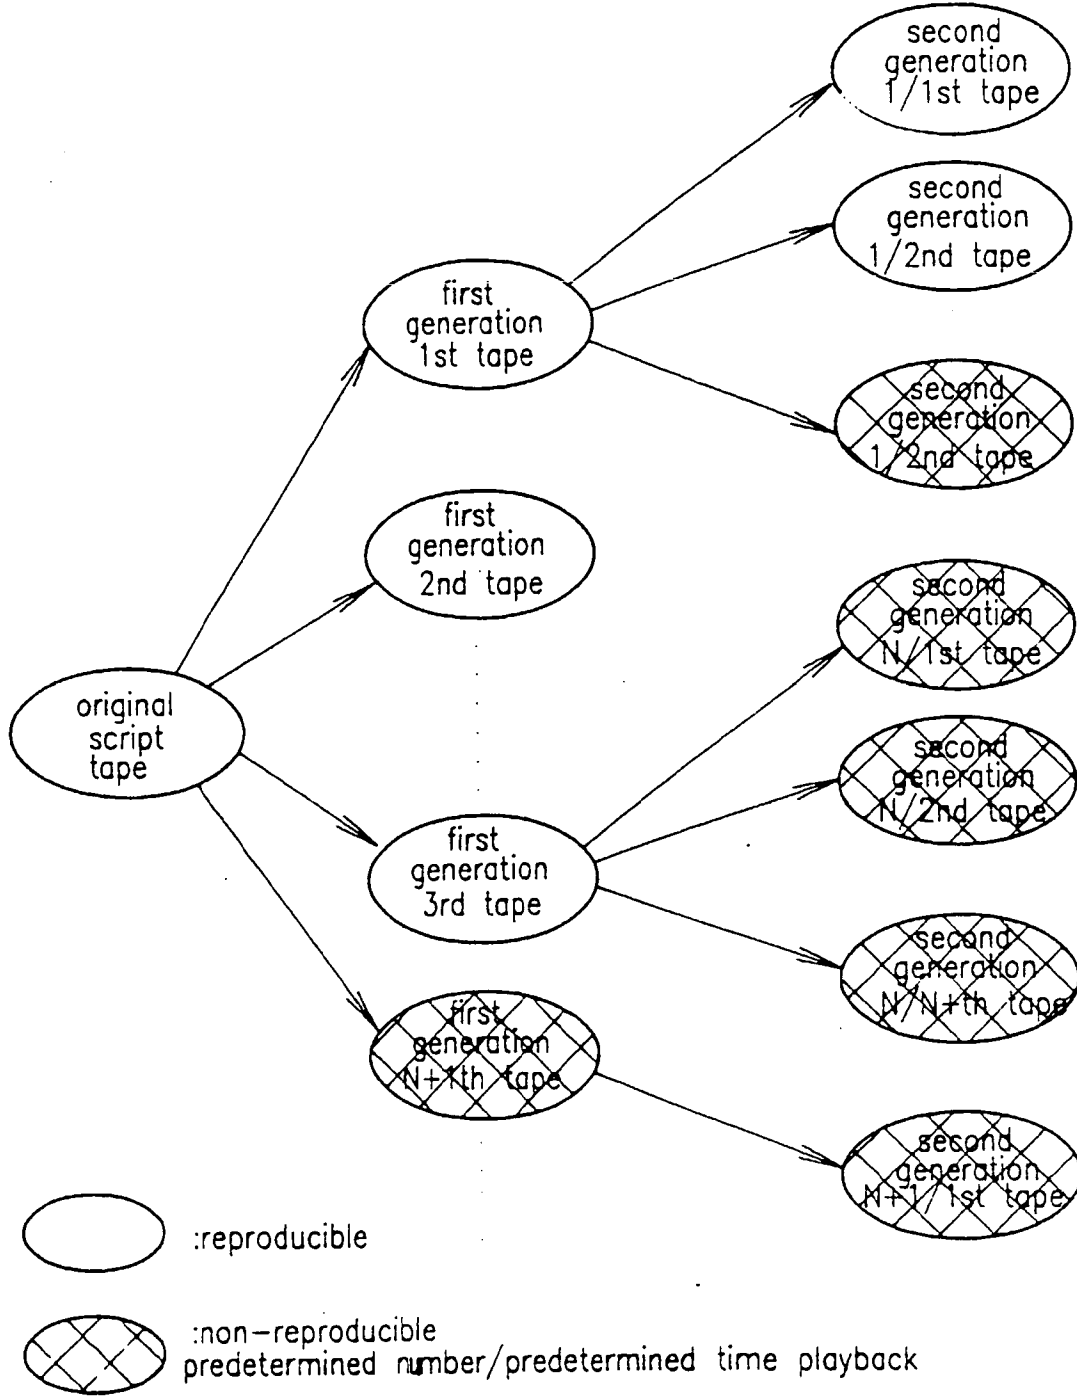 second
generation
1/1st tape
second
generation
1/2nd tape
first
generation
1st tape
second
generation
1/2nd tape
first
generation
2nd tape
second
generation
N/1st tape
original
script
tape
second
generation
N/2nd tape
first
generation
3rd tape
second
generation
N/N+th tape
first
generation
N+1th tape
second
generation
N+1/1st tape
:reproducible
:non-reproducible
predetermined number/predetermined time playback